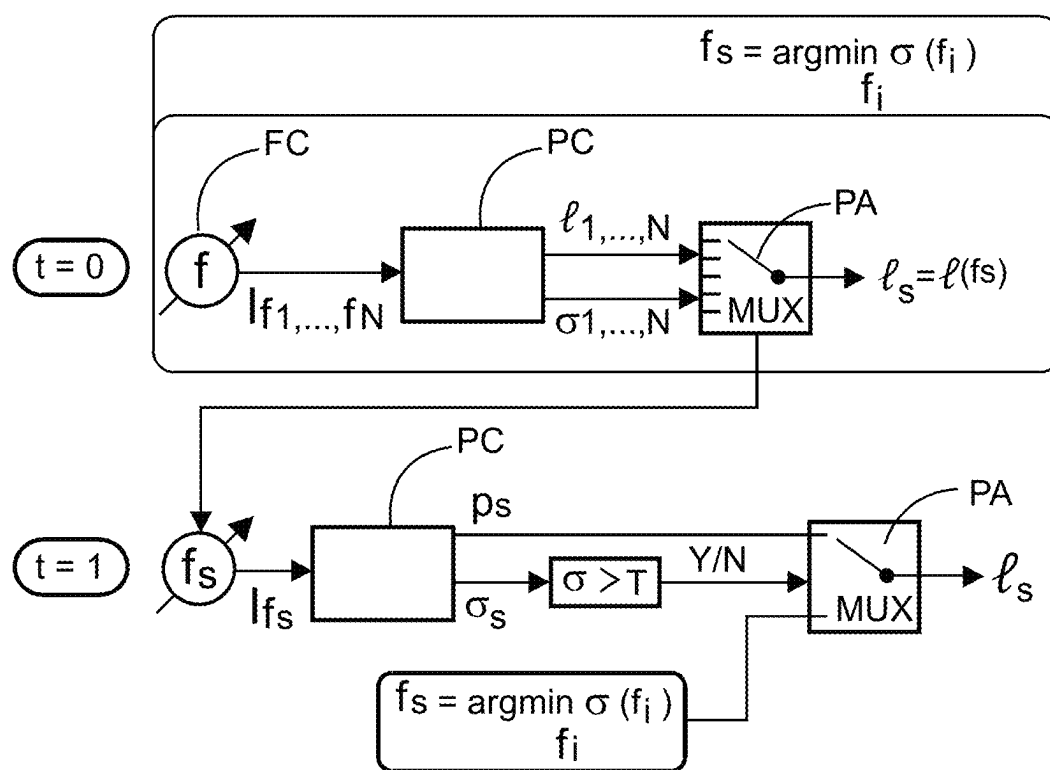 fs = argmin σ (fi )
fi
FC
PC
PA
t = 0
f
If1,...,fN
ℓ1,...,N
σ1,...,N
MUX
ℓs=ℓ(fs)
PC
PA
t = 1
fs
Ifs
ps
σs
σ > T
Y/N
MUX
ℓs
fs = argmin σ (fi )
fi